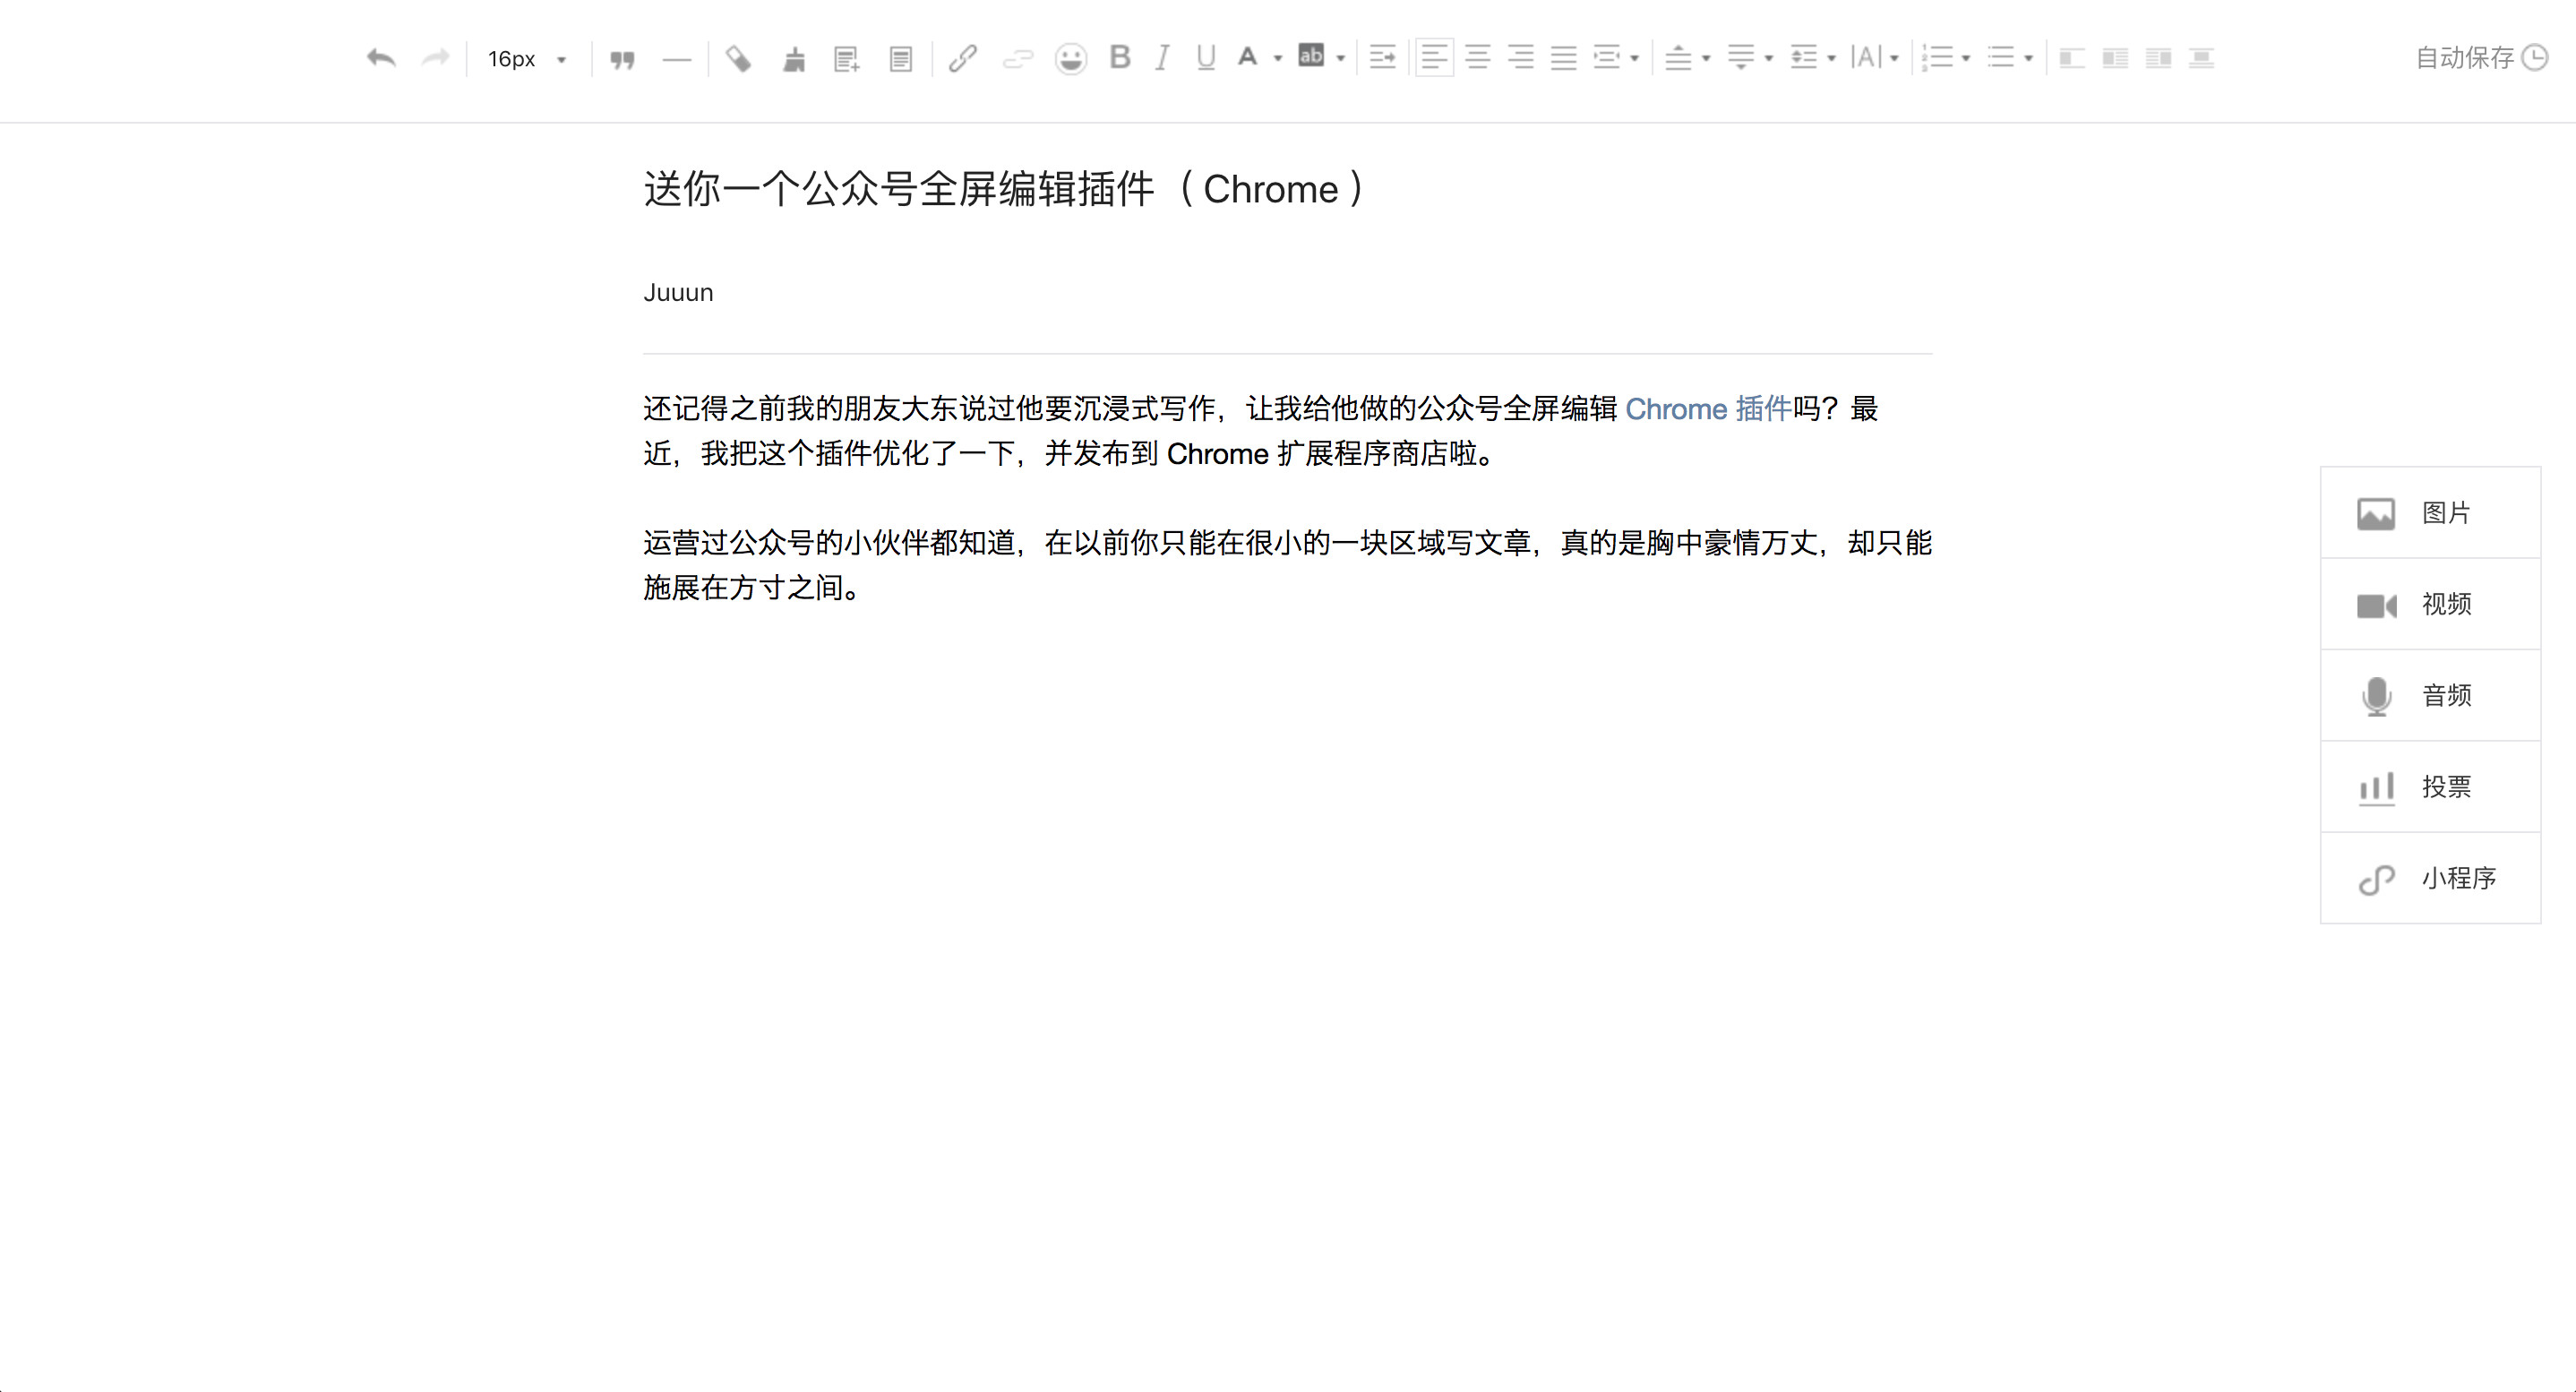 16px
自动保存
送你一个公众号全屏编辑插件（Chrome）
Juuun
还记得之前我的朋友大东说过他要沉浸式写作，让我给他做的公众号全屏编辑 Chrome 插件吗？最
近，我把这个插件优化了一下，并发布到 Chrome 扩展程序商店啦。
运营过公众号的小伙伴都知道，在以前你只能在很小的一块区域写文章，真的是胸中豪情万丈，却只能
施展在方寸之间。
图片
视频
音频
投票
小程序